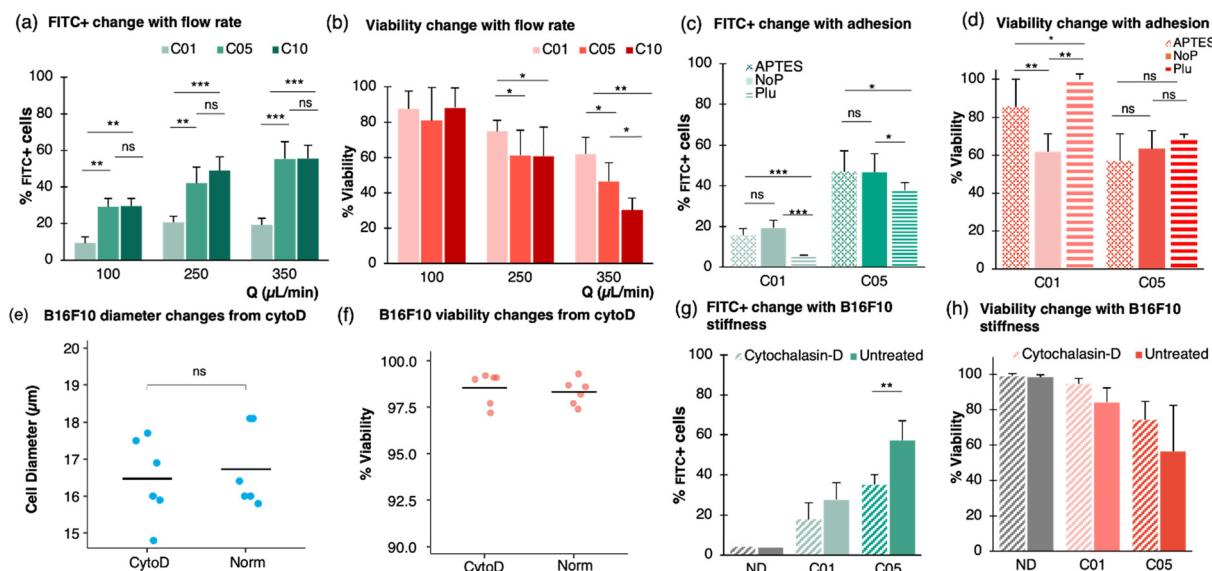 (a) FITC+ change with flow rate
C01 C05 C10
% FITC+ cells
100
80
60
40
20
0
** ** ns
*** ** ns
*** *** ns
100 250 350
Q (µL/min)
(b) Viability change with flow rate
C01 C05 C10
% Viability
100
80
60
40
20
0
* *
** * *
100 250 350
Q (µL/min)
(c) FITC+ change with adhesion
APTES
NoP
Plu
% FITC+ cells
100
80
60
40
20
0
*** ns ***
* ns *
C01 C05
(d) Viability change with adhesion
APTES
NoP
Plu
% Viability
100
80
60
40
20
0
* ** **
ns ns ns
C01 C05
(e) B16F10 diameter changes from cytoD
Cell Diameter (µm)
20
19
18
17
16
15
ns
CytoD Norm
(f) B16F10 viability changes from cytoD
% Viability
100.0
97.5
95.0
92.5
90.0
CytoD Norm
(g) FITC+ change with B16F10
stiffness
Cytochalasin-D Untreated
% FITC+ cells
100
80
60
40
20
0
**
ND C01 C05
(h) Viability change with B16F10
stiffness
Cytochalasin-D Untreated
% Viability
100
80
60
40
20
0
ND C01 C05